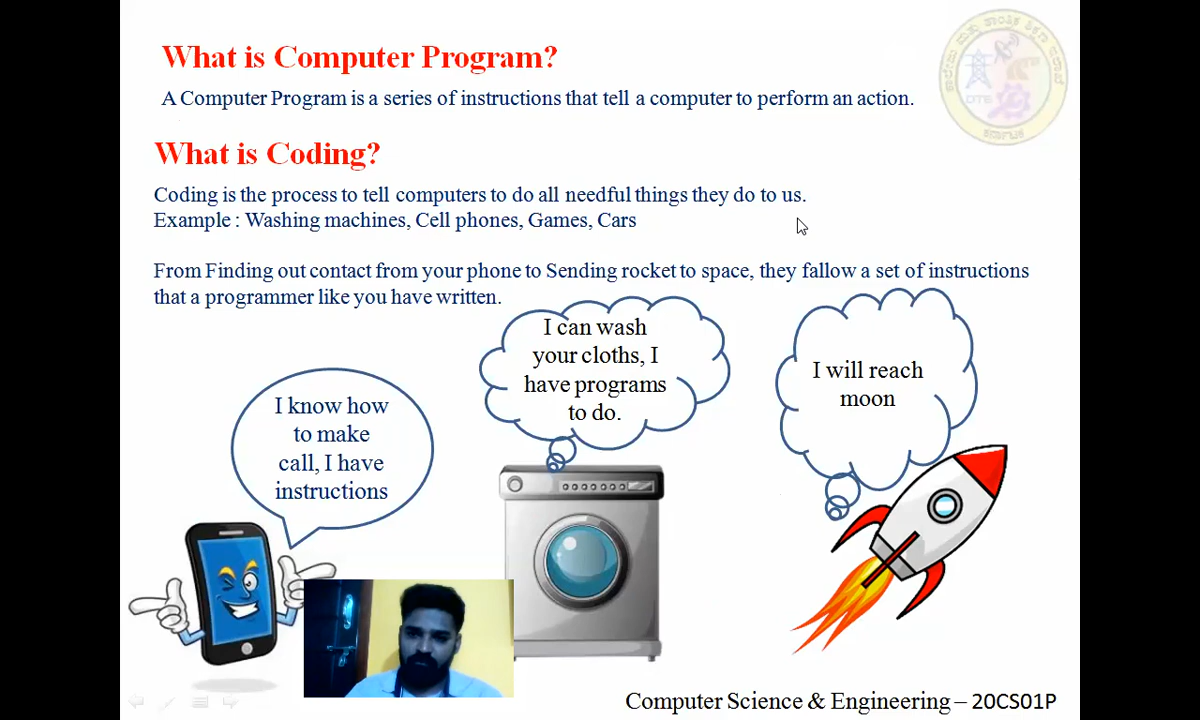 What is Computer Program?
A Computer Program is a series of instructions that tell a computer to perform an action.
What is Coding?
Coding is the process to tell computers to do all needful things they do to us.
Example : Washing machines, Cell phones, Games, Cars
From Finding out contact from your phone to Sending rocket to space, they fallow a set of instructions
that a programmer like you have written.
I know how
to make
call, I have
instructions
I can wash
your cloths, I
have programs
to do.
I will reach
moon
DTE
ಕರ್ನಾಟಕ
Computer Science & Engineering – 20CS01P